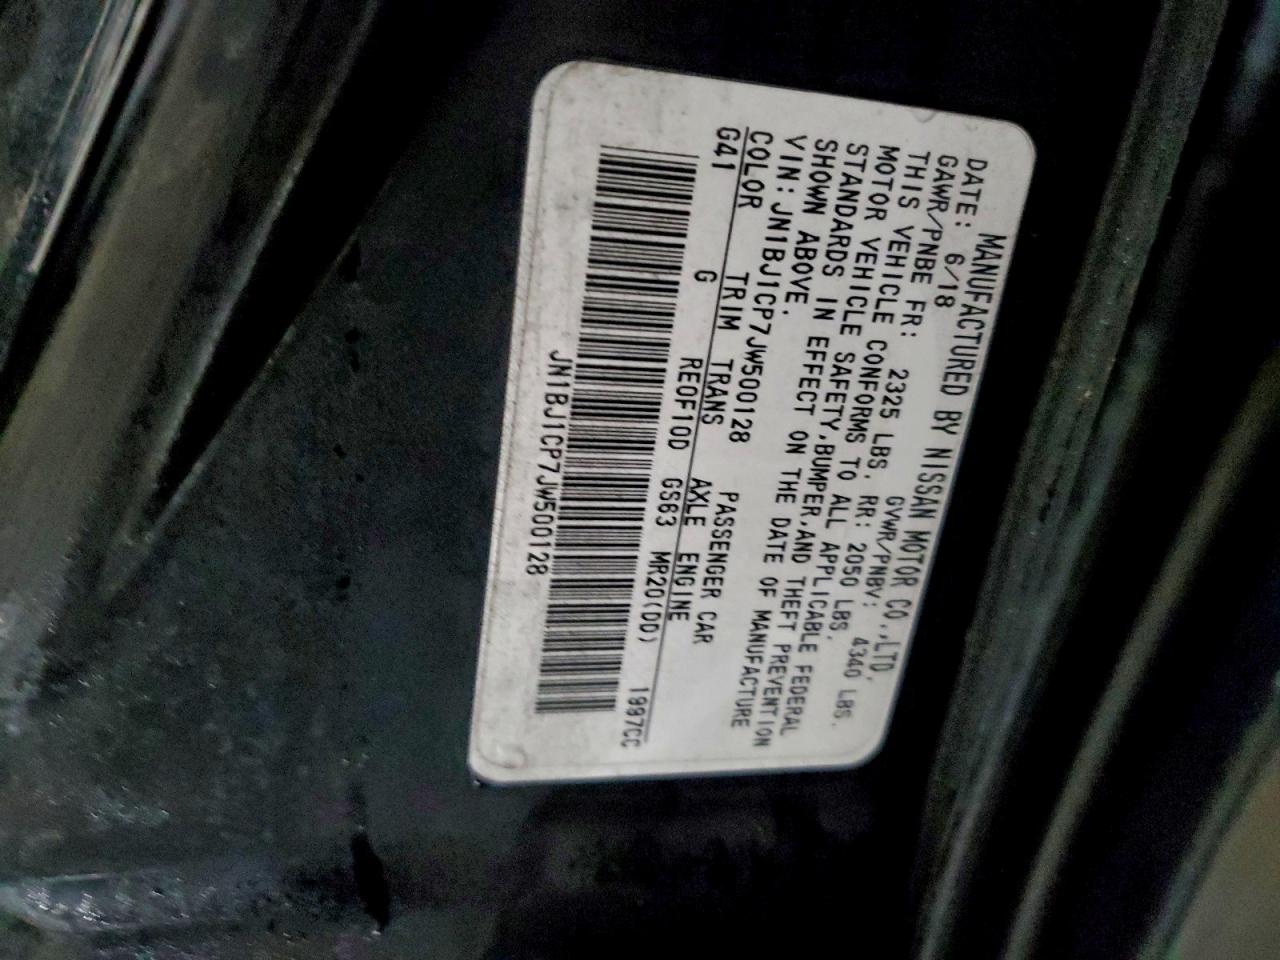 MANUFACTURED BY NISSAN MOTOR CO.,LTD.
DATE: 6/18 GVWR/PNBV: 4340 LBS.
GAWR/PNBE FR: 2325 LBS. RR: 2050 LBS.
THIS VEHICLE CONFORMS TO ALL APPLICABLE FEDERAL
MOTOR VEHICLE SAFETY,BUMPER,AND THEFT PREVENTION
STANDARDS IN EFFECT ON THE DATE OF MANUFACTURE
SHOWN ABOVE.
VIN: JN1BJ1CP7JW500128 PASSENGER CAR
COLOR TRIM TRANS AXLE ENGINE
G41 G RE0F10D GS63 MR20(DD) 1997CC
JN1BJ1CP7JW500128